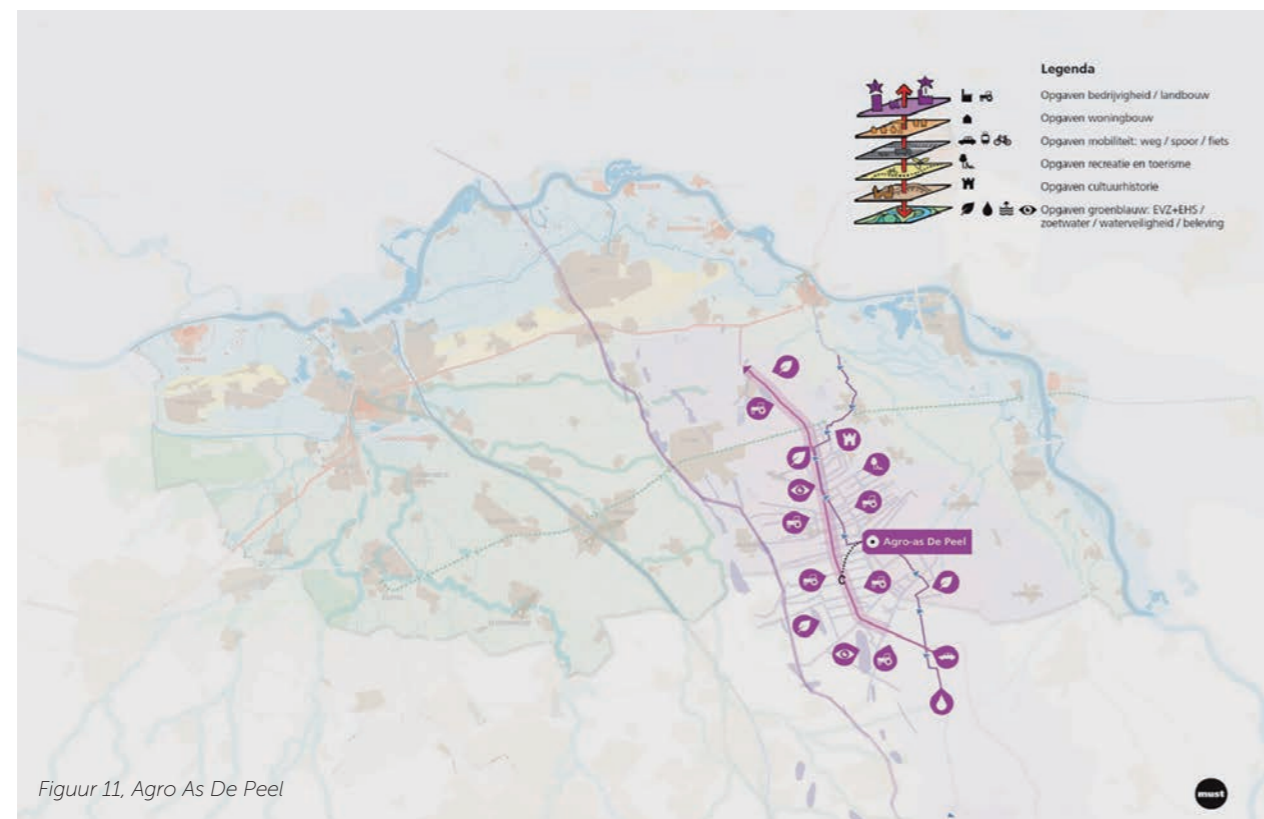 Legenda
Opgaven bedrijvigheid / landbouw
Opgaven woningbouw
Opgaven mobiliteit: weg / spoor / fiets
Opgaven recreatie en toerisme
Opgaven cultuurhistorie
Opgaven groenblauw: EVZ+EHS /
zoetwater / waterveiligheid / beleving
Agro-as De Peel
Figuur 11, Agro As De Peel
must